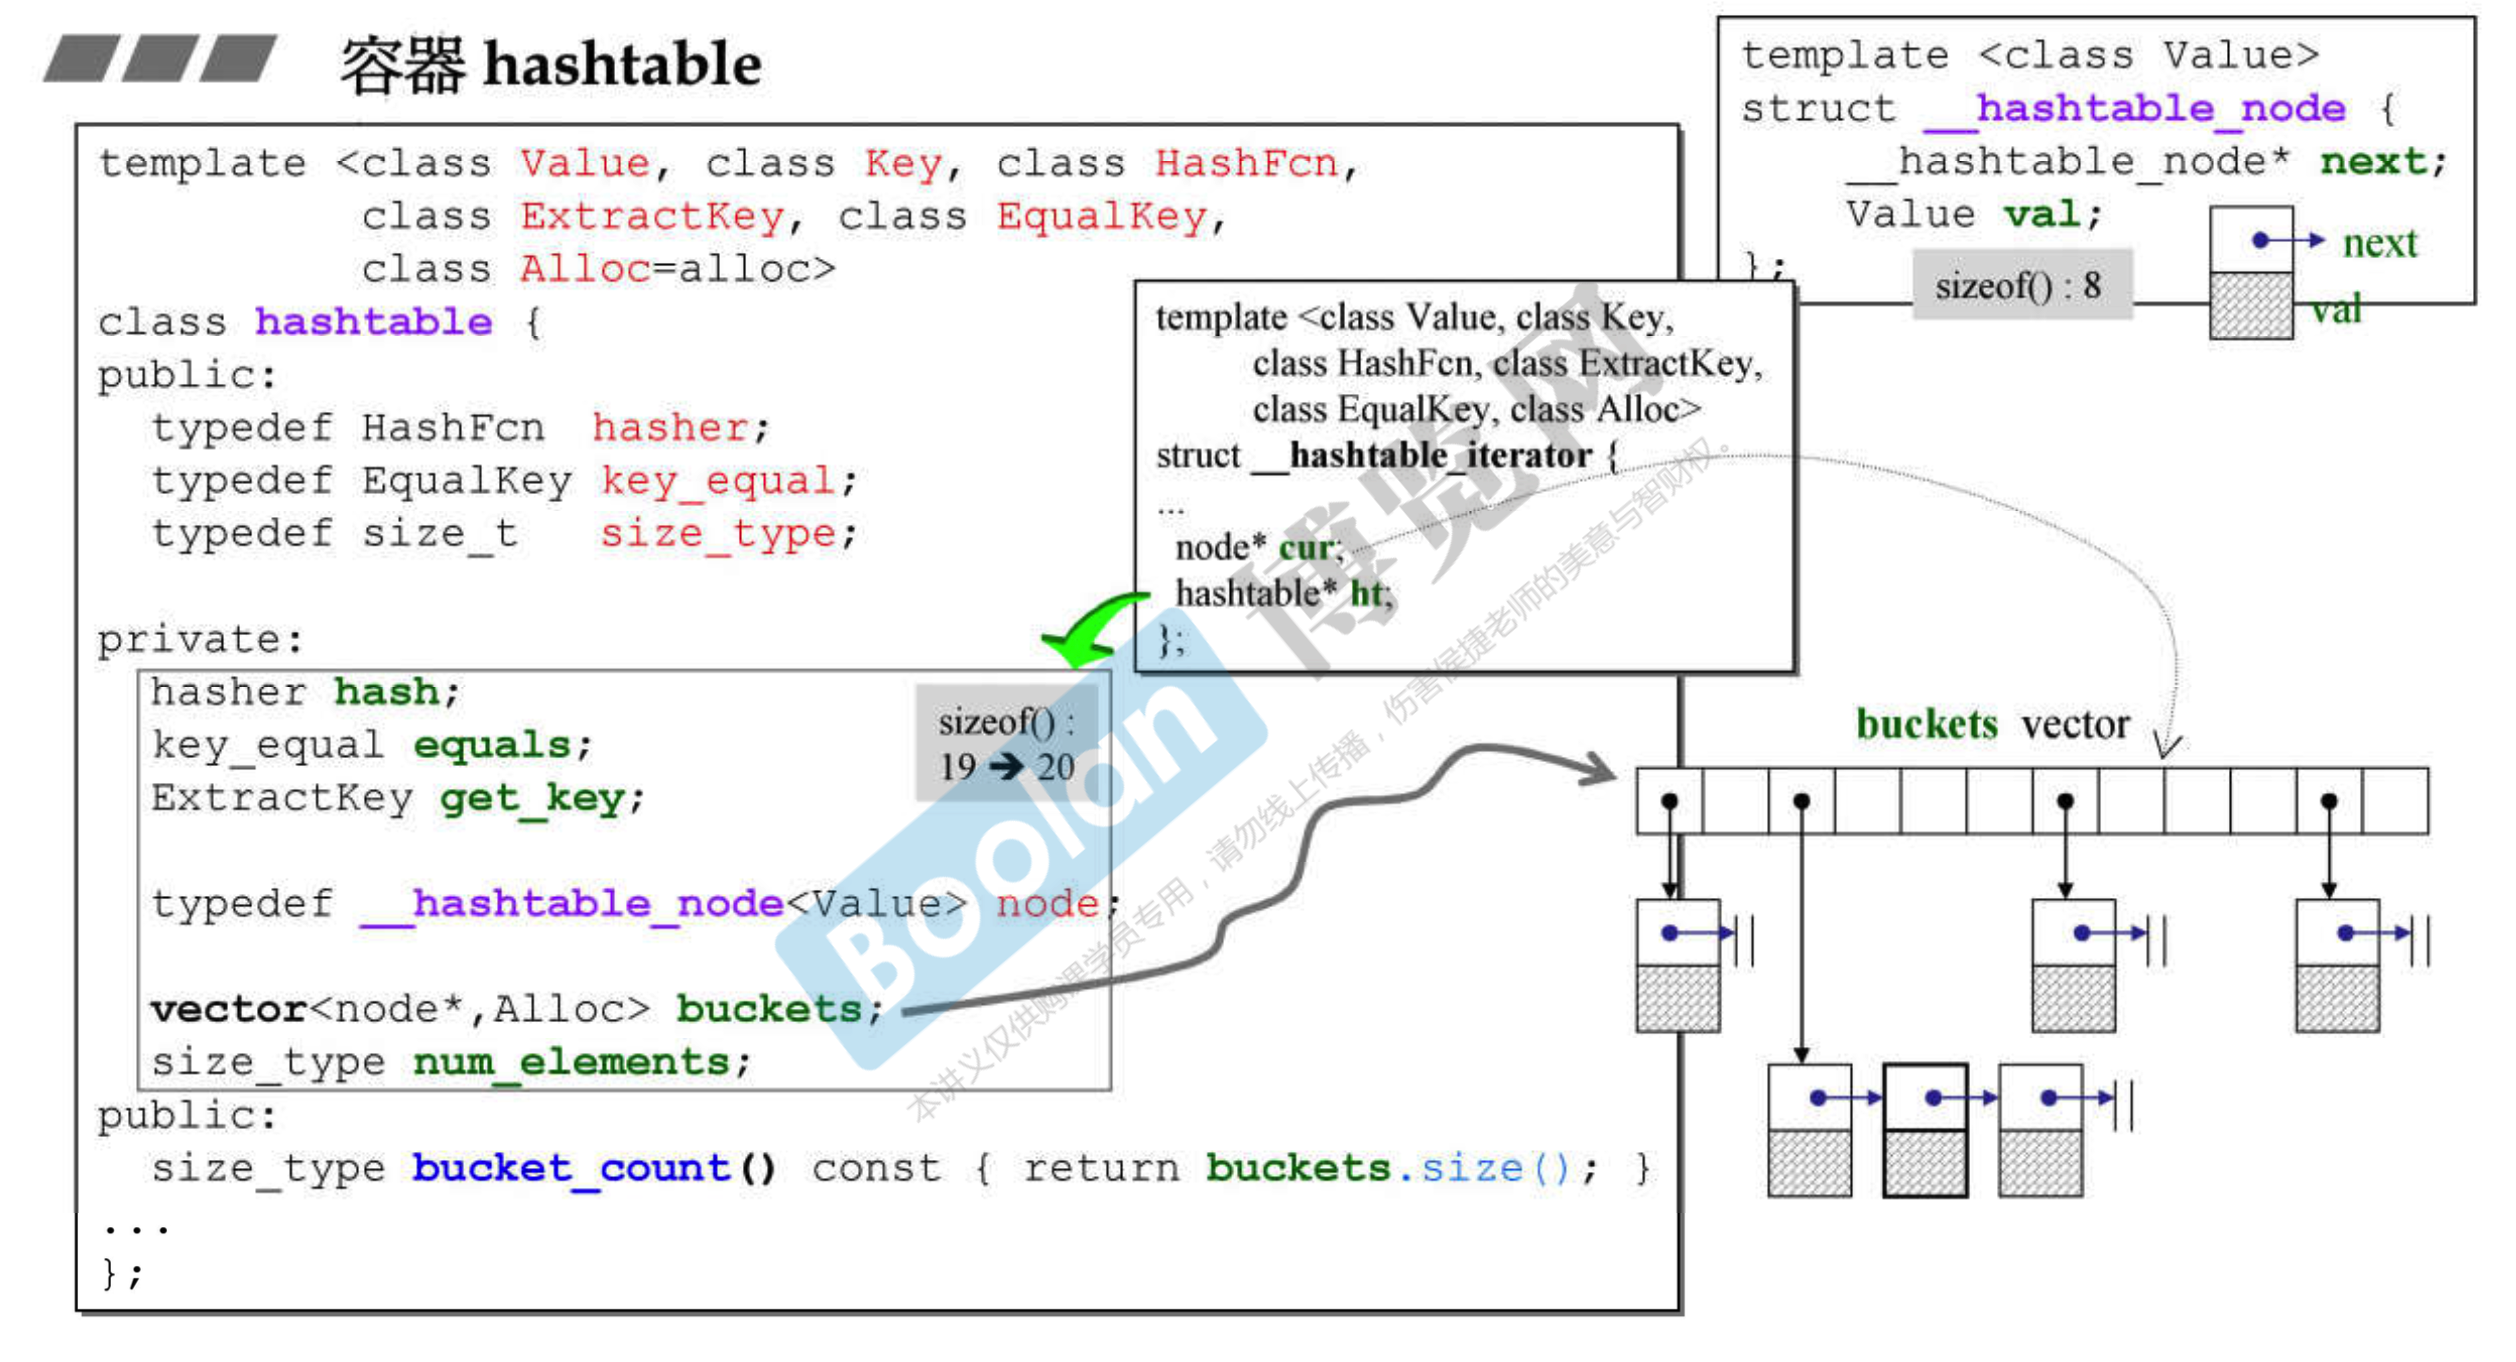 容器 hashtable
template <class Value, class Key, class HashFcn,
class ExtractKey, class EqualKey,
class Alloc=alloc>
class hashtable {
public:
typedef HashFcn hasher;
typedef EqualKey key_equal;
typedef size_t size_type;
private:
hasher hash;
key_equal equals;
ExtractKey get_key;
sizeof() :
19 ➔ 20
typedef __hashtable_node<Value> node;
vector<node*,Alloc> buckets;
size_type num_elements;
public:
size_type bucket_count() const { return buckets.size(); }
...
};
template <class Value, class Key,
class HashFcn, class ExtractKey,
class EqualKey, class Alloc>
struct __hashtable_iterator {
...
node* cur;
hashtable* ht;
};
template <class Value>
struct __hashtable_node {
__hashtable_node* next;
Value val;
};
sizeof() : 8
next
val
buckets vector
Boolan 博览网
本讲义仅供购课学员专用，请勿线上传播，伤害侯捷老师的美意与智财权。